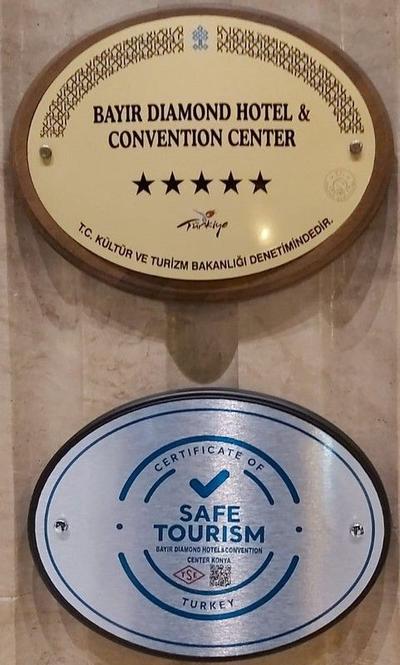 BAYIR DIAMOND HOTEL &
CONVENTION CENTER
Türkiye
T.C. KÜLTÜR VE TURİZM BAKANLIĞI DENETİMİNDEDİR.
CERTIFICATE OF
SAFE
TOURISM
BAYIR DIAMOND HOTEL&CONVENTION
CENTER KONYA
TSE
TURKEY